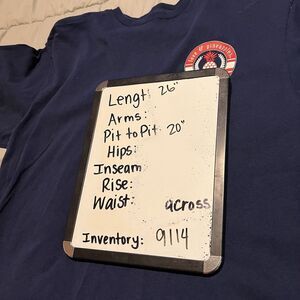 Lengt: 26"
Arms:
Pit to Pit 20"
Hips:
Inseam
Rise:
Waist: across
Inventory: 9114